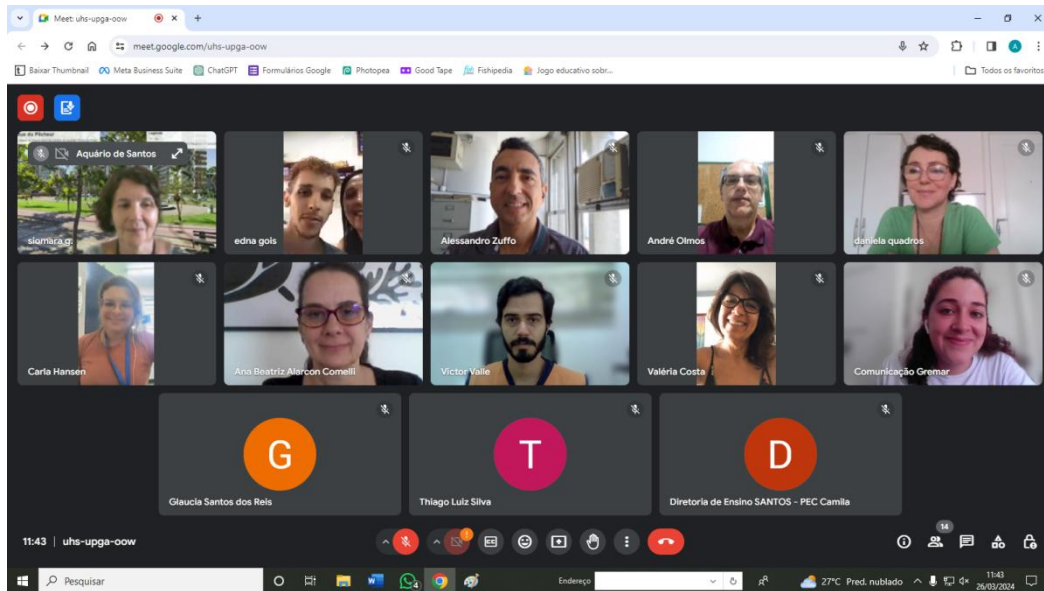 Meet: uhs-upga-oow
meet.google.com/uhs-upga-oow
Baixar Thumbnail Meta Business Suite ChatGPT Formulários Google Photopea Good Tape Fishipedia Jogo educativo sobr... Todos os favoritos
Aquário de Santos
siomara g.
edna gois
Alessandro Zuffo
André Olmos
daniela quadros
Carla Hansen
Ana Beatriz Alarcon Comelli
Victor Valle
Valéria Costa
Comunicação Gremar
G
T
D
Glaucia Santos dos Reis
Thiago Luiz Silva
Diretoria de Ensino SANTOS - PEC Camila
11:43 | uhs-upga-oow
14
Pesquisar
Endereço
27°C Pred. nublado
11:43
26/03/2024